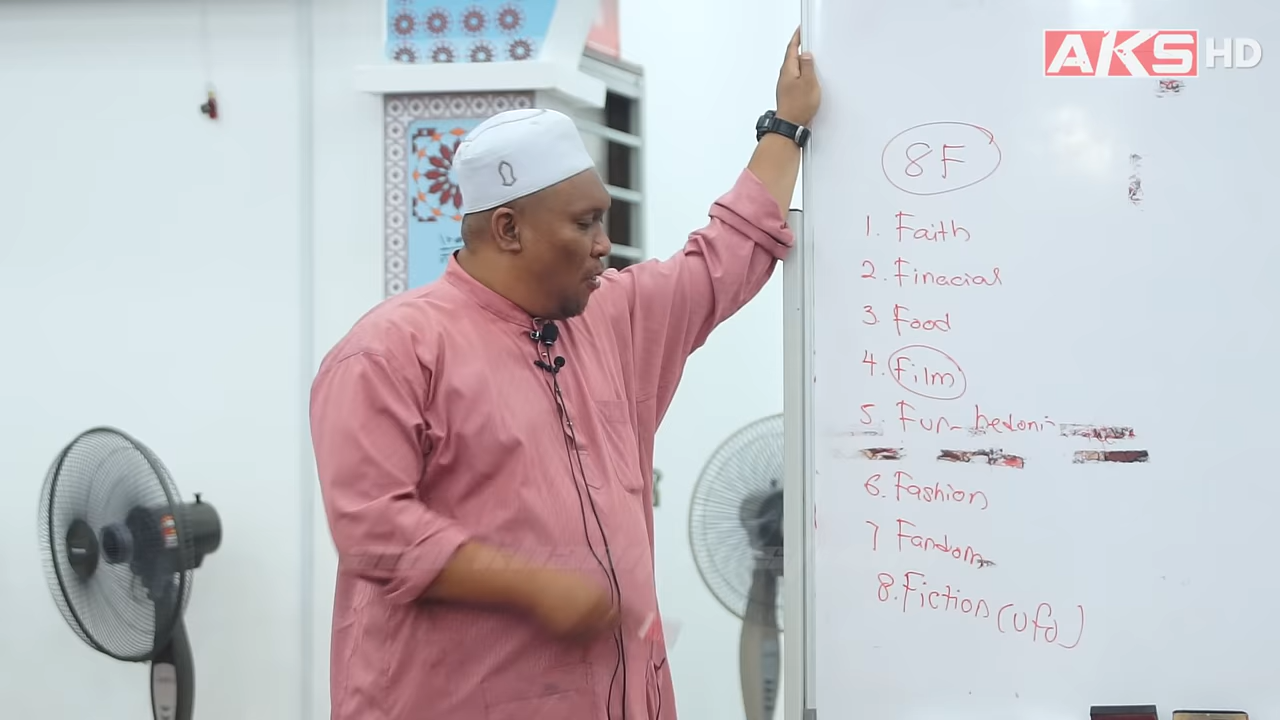 AKS HD
8F
1. Faith
2. Finacial
3. Food
4. Film
5. Fun- hedoni-
6. Fashion
7 Fandom
8. Fiction (Ufo)